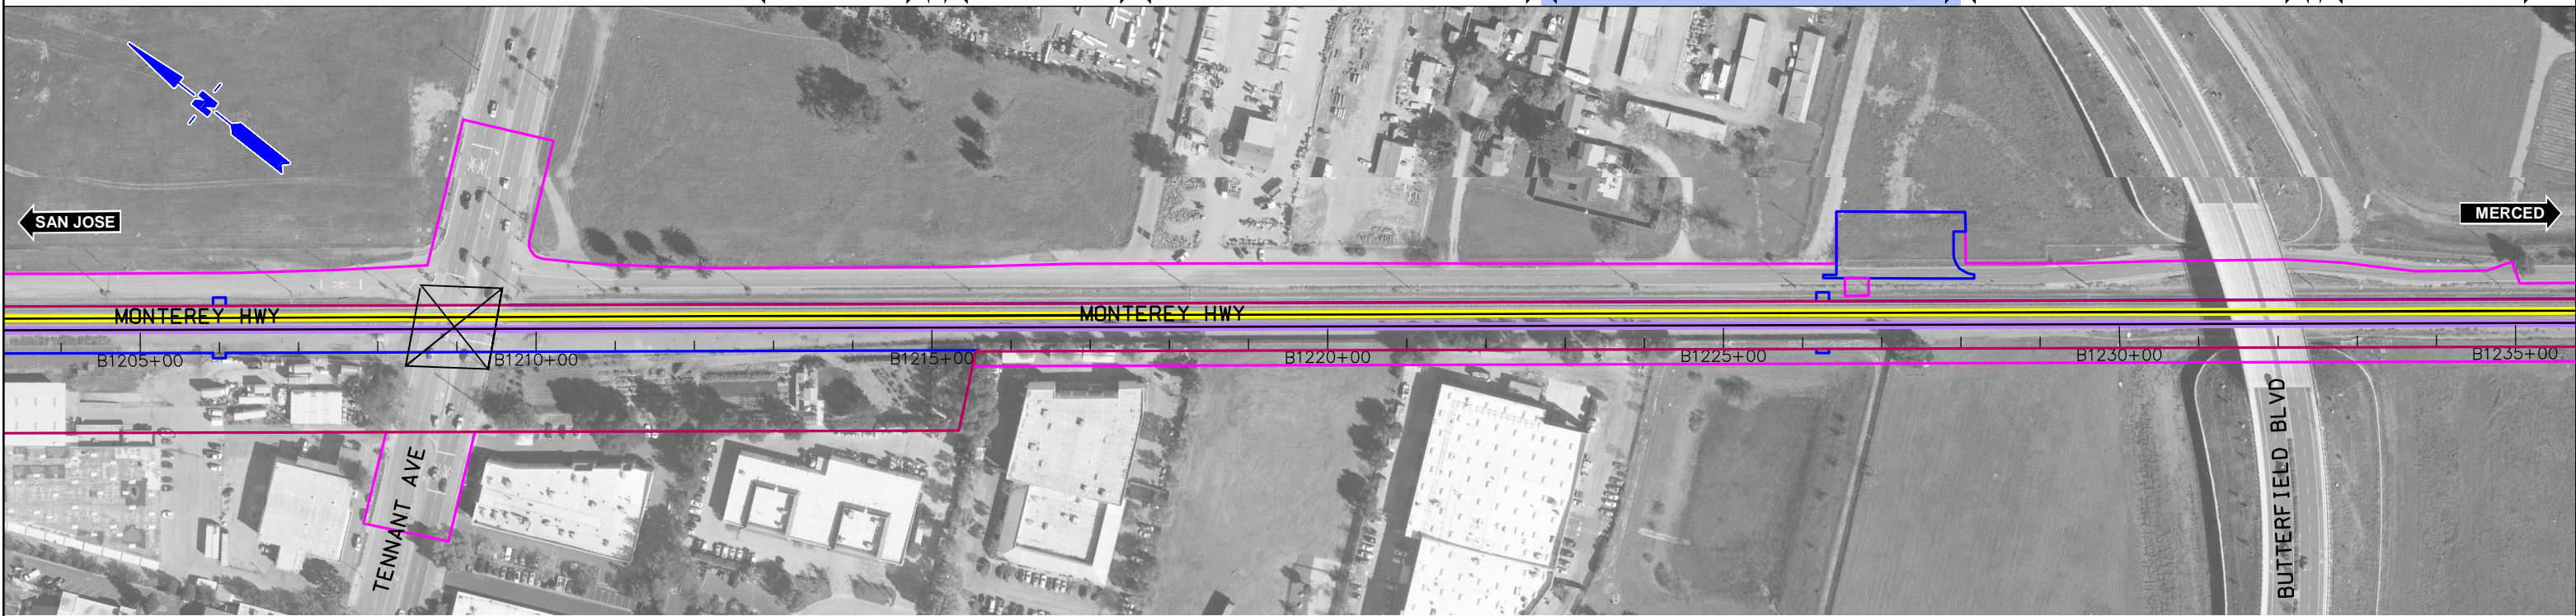 N
SAN JOSE
MERCED
MONTEREY HWY
MONTEREY HWY
B1205+00
B1210+00
B1215+00
B1220+00
B1225+00
B1230+00
B1235+00
TENNANT AVE
BUTTERFIELD BLVD